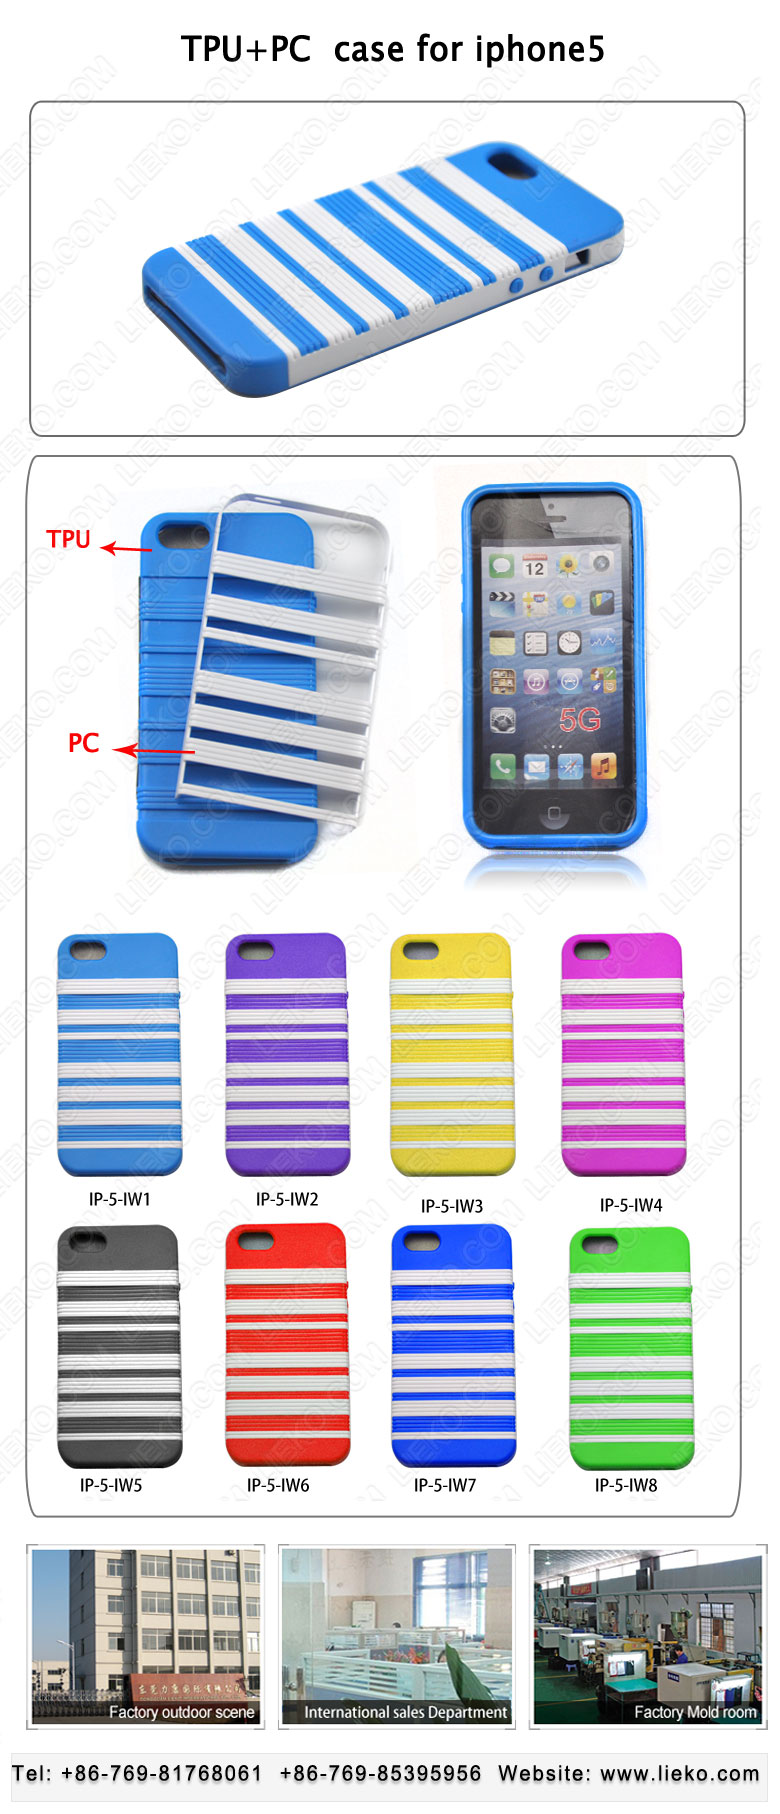 TPU+PC case for iphone5
TPU
PC
12
5G
IP-5-IW1
IP-5-IW2
IP-5-IW3
IP-5-IW4
IP-5-IW5
IP-5-IW6
IP-5-IW7
IP-5-IW8
Factory outdoor scene
International sales Department
Factory Mold room
Tel: +86-769-81768061 +86-769-85395956 Website: www.lieko.com
LIEKO.COM